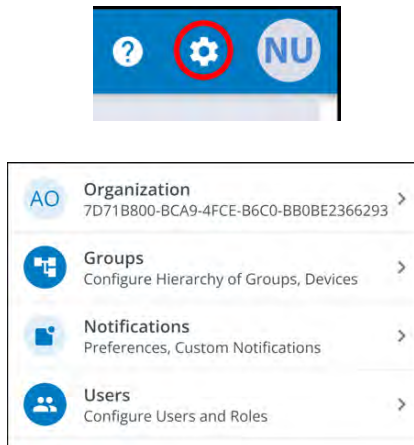 ?
NU
AO
Organization
7D71B800-BCA9-4FCE-B6C0-BB0BE2366293
Groups
Configure Hierarchy of Groups, Devices
Notifications
Preferences, Custom Notifications
Users
Configure Users and Roles